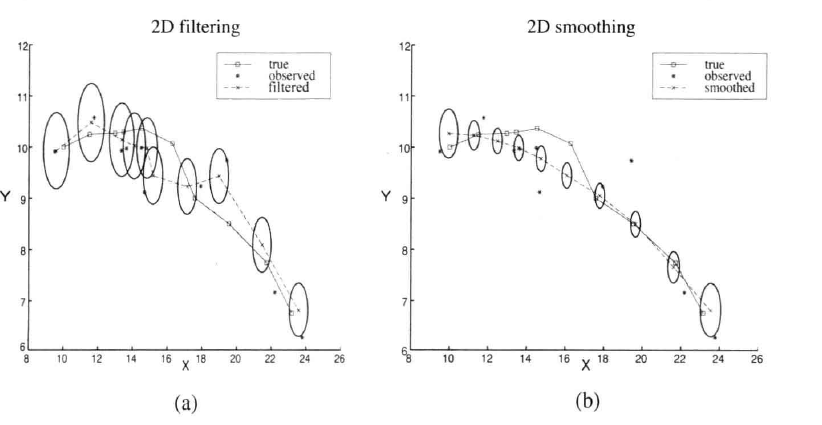 2D filtering
12
11
10
9
8
7
6
Y
8 10 12 14 16 18 20 22 24 26
X
true
observed
filtered
(a)
2D smoothing
12
11
10
9
8
7
6
Y
8 10 12 14 16 18 20 22 24 26
X
true
observed
smoothed
(b)